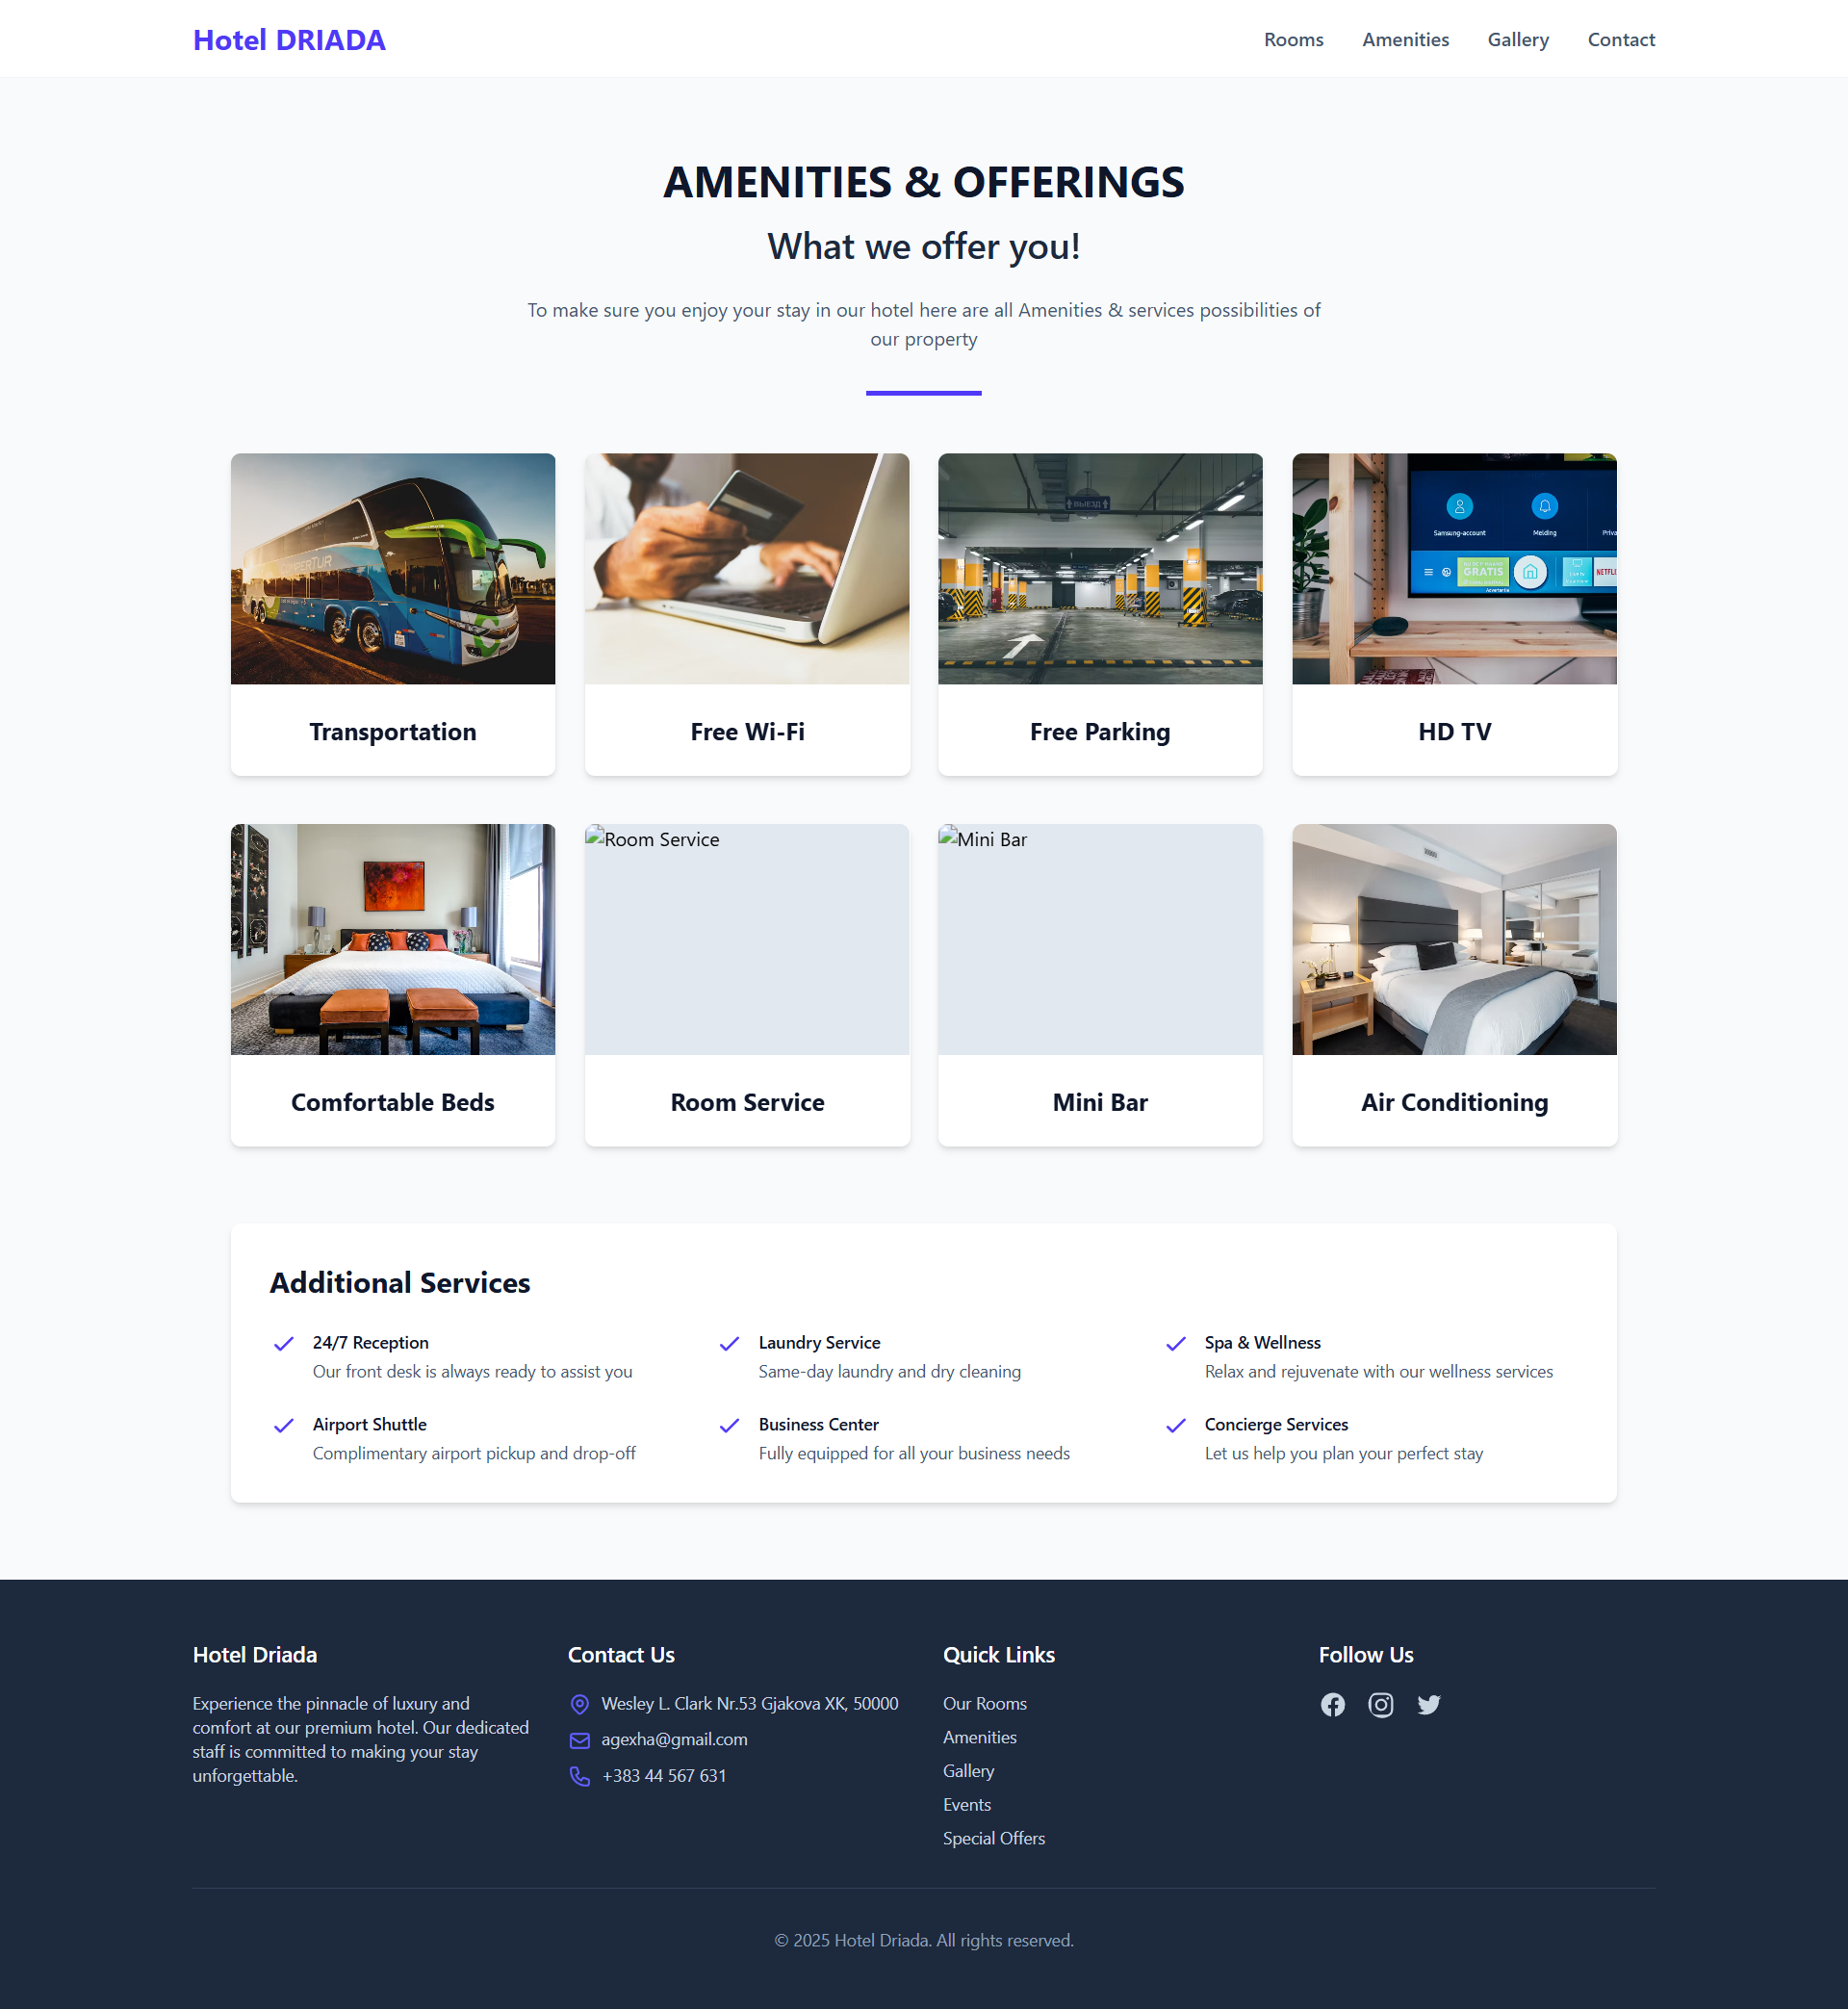 Hotel DRIADA
Rooms
Amenities
Gallery
Contact
AMENITIES & OFFERINGS
What we offer you!
To make sure you enjoy your stay in our hotel here are all Amenities & services possibilities of
our property
Samsung-account
Melding
GRATIS
Transportation
Free Wi-Fi
Free Parking
HD TV
Room Service
Mini Bar
Comfortable Beds
Room Service
Mini Bar
Air Conditioning
Additional Services
24/7 Reception
Our front desk is always ready to assist you
Laundry Service
Same-day laundry and dry cleaning
Spa & Wellness
Relax and rejuvenate with our wellness services
Airport Shuttle
Complimentary airport pickup and drop-off
Business Center
Fully equipped for all your business needs
Concierge Services
Let us help you plan your perfect stay
Hotel Driada
Experience the pinnacle of luxury and
comfort at our premium hotel. Our dedicated
staff is committed to making your stay
unforgettable.
Contact Us
Wesley L. Clark Nr.53 Gjakova XK, 50000
agexha@gmail.com
+383 44 567 631
Quick Links
Our Rooms
Amenities
Gallery
Events
Special Offers
Follow Us
© 2025 Hotel Driada. All rights reserved.